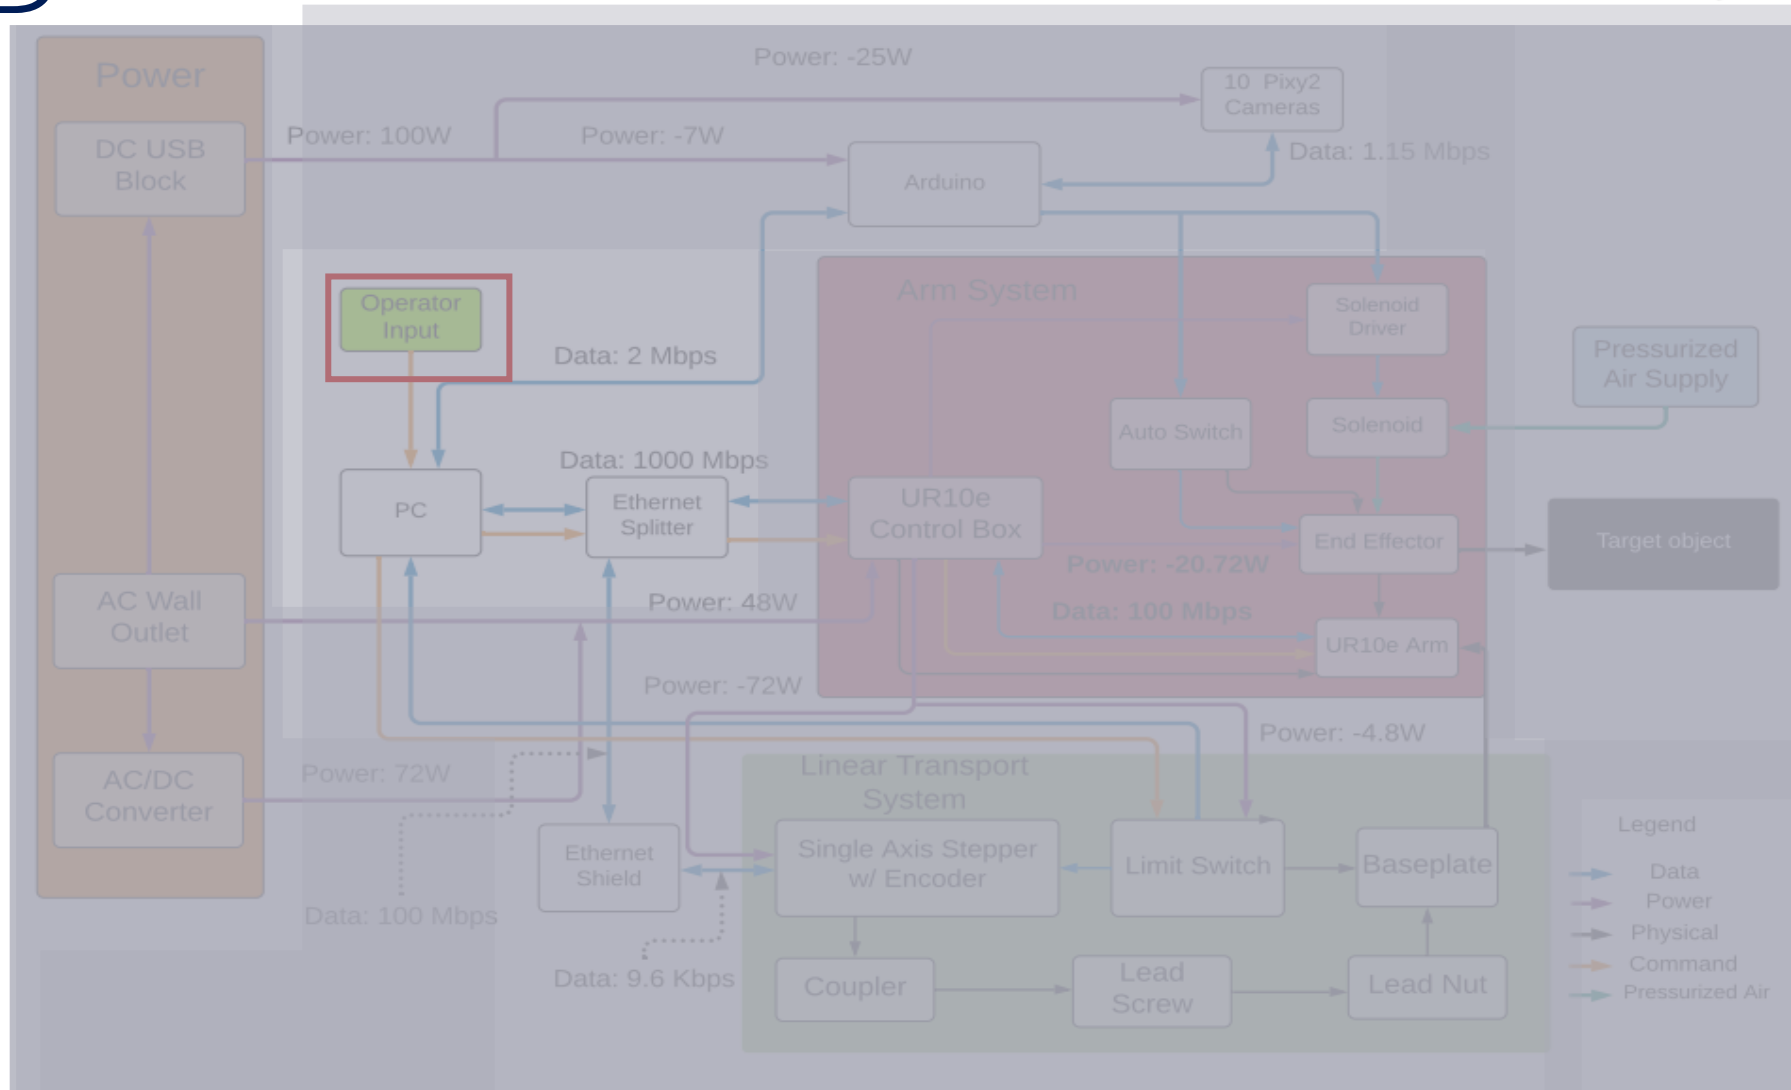 Power
DC USB
Block
AC Wall
Outlet
AC/DC
Converter
Power: 100W
Power: -7W
Power: -25W
10 Pixy2
Cameras
Data: 1.15 Mbps
Arduino
Operator
Input
Data: 2 Mbps
PC
Data: 1000 Mbps
Ethernet
Splitter
Power: 48W
Power: -72W
Power: 72W
Data: 100 Mbps
Ethernet
Shield
Data: 9.6 Kbps
Arm System
Solenoid
Driver
Auto Switch
Solenoid
Pressurized
Air Supply
UR10e
Control Box
End Effector
Target object
Power: -20.72W
Data: 100 Mbps
UR10e Arm
Power: -4.8W
Linear Transport
System
Single Axis Stepper
w/ Encoder
Limit Switch
Baseplate
Coupler
Lead
Screw
Lead Nut
Legend
Data
Power
Physical
Command
Pressurized Air